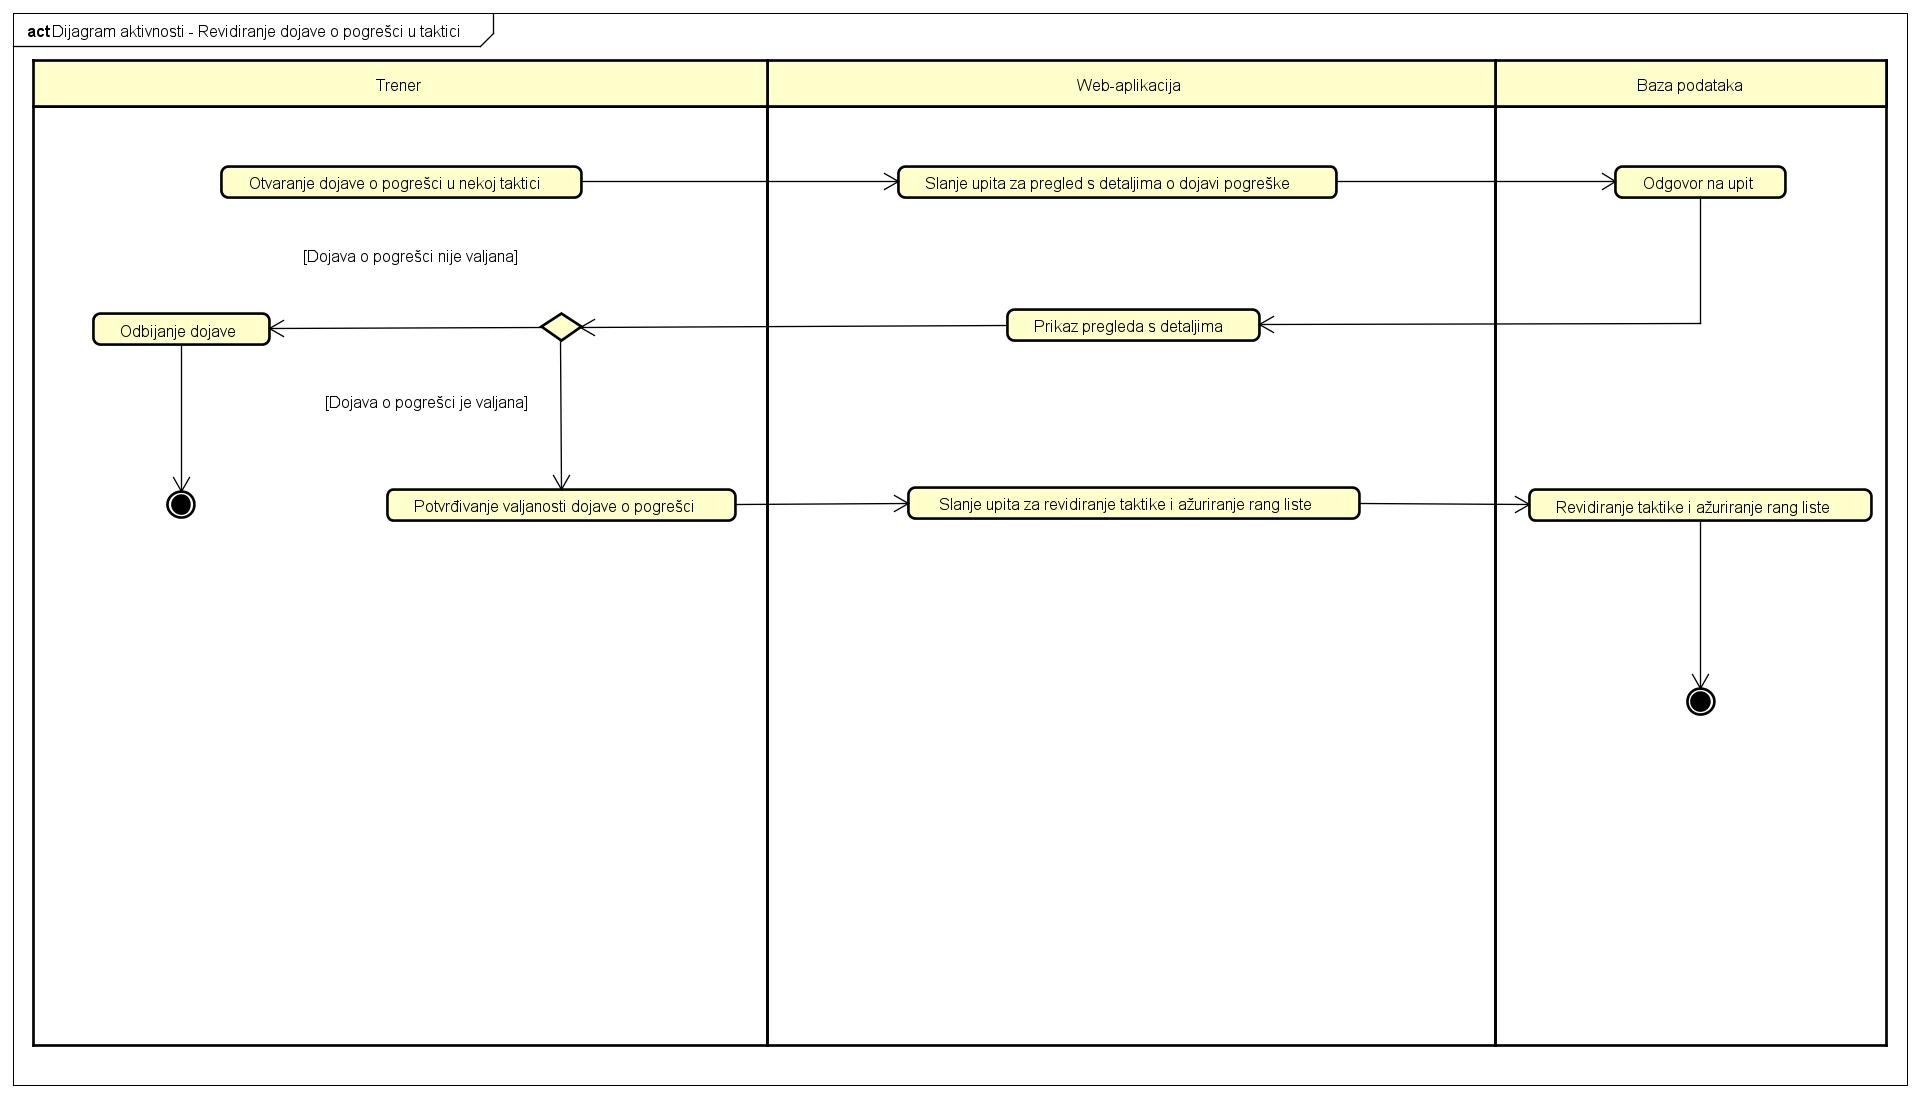 act Dijagram aktivnosti - Revidiranje dojave o pogrešci u taktici
Trener
Web-aplikacija
Baza podataka
Otvaranje dojave o pogrešci u nekoj taktici
Slanje upita za pregled s detaljima o dojavi pogreške
Odgovor na upit
[Dojava o pogrešci nije valjana]
Odbijanje dojave
Prikaz pregleda s detaljima
[Dojava o pogrešci je valjana]
Potvrđivanje valjanosti dojave o pogrešci
Slanje upita za revidiranje taktike i ažuriranje rang liste
Revidiranje taktike i ažuriranje rang liste